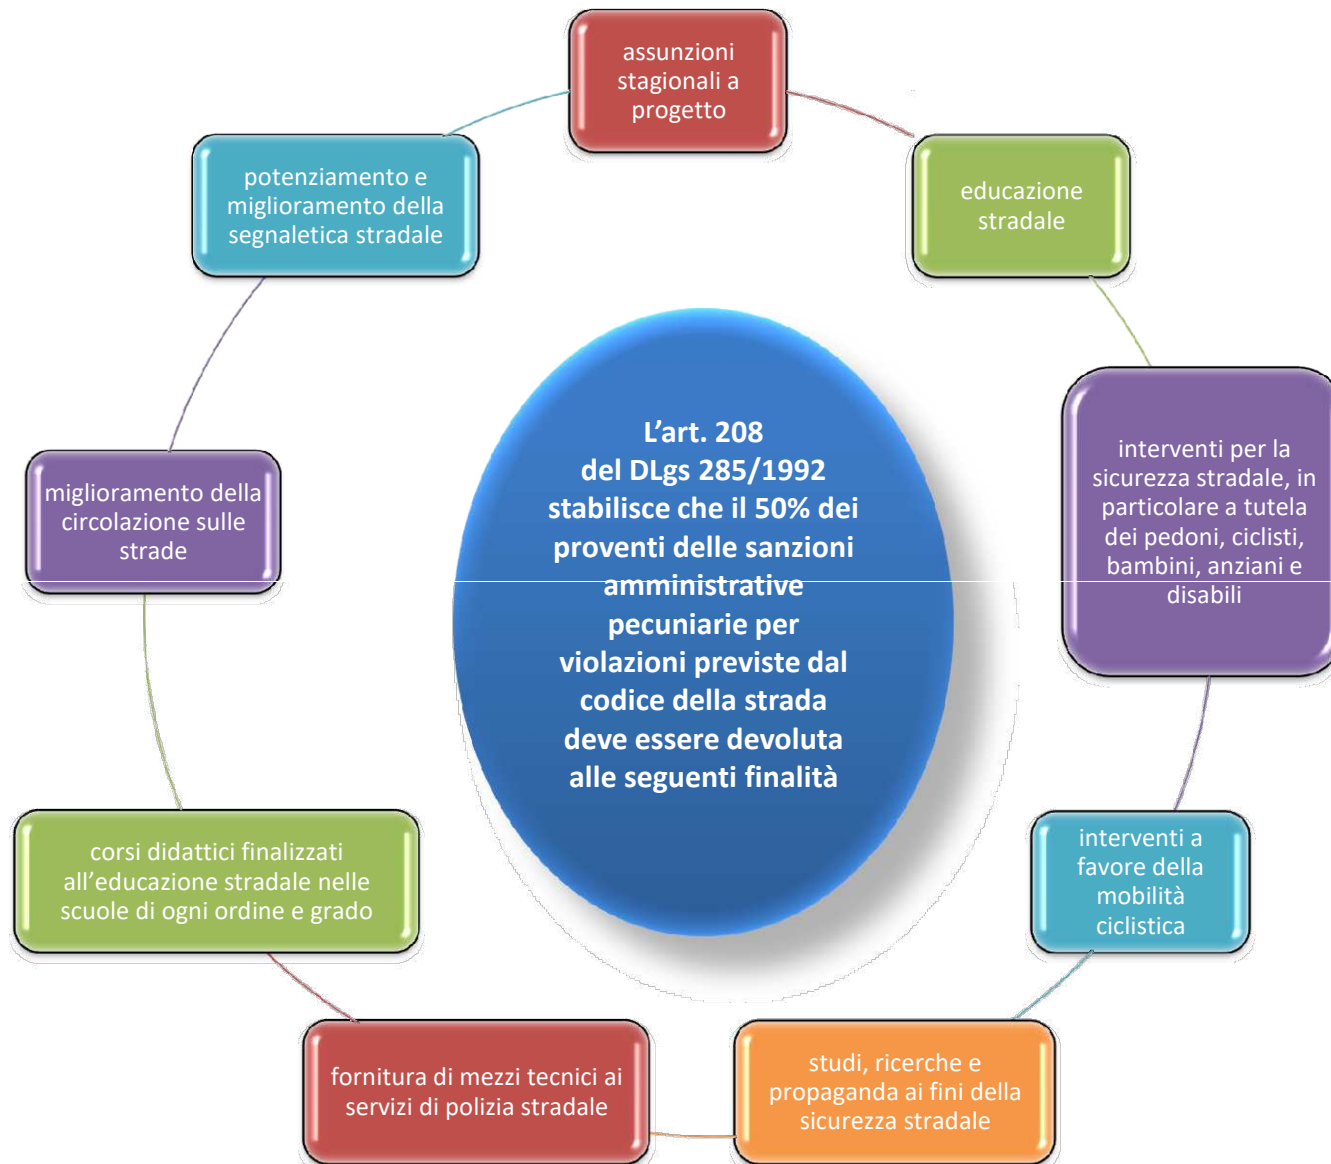 assunzioni
stagionali a
progetto
educazione
stradale
interventi per la
sicurezza stradale, in
particolare a tutela
dei pedoni, ciclisti,
bambini, anziani e
disabili
interventi a
favore della
mobilità
ciclistica
studi, ricerche e
propaganda ai fini della
sicurezza stradale
fornitura di mezzi tecnici ai
servizi di polizia stradale
corsi didattici finalizzati
all’educazione stradale nelle
scuole di ogni ordine e grado
miglioramento della
circolazione sulle
strade
potenziamento e
miglioramento della
segnaletica stradale
L’art. 208
del DLgs 285/1992
stabilisce che il 50% dei
proventi delle sanzioni
amministrative
pecuniarie per
violazioni previste dal
codice della strada
deve essere devoluta
alle seguenti finalità